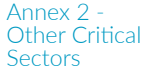 Annex 2 -
Other Critical
Sectors